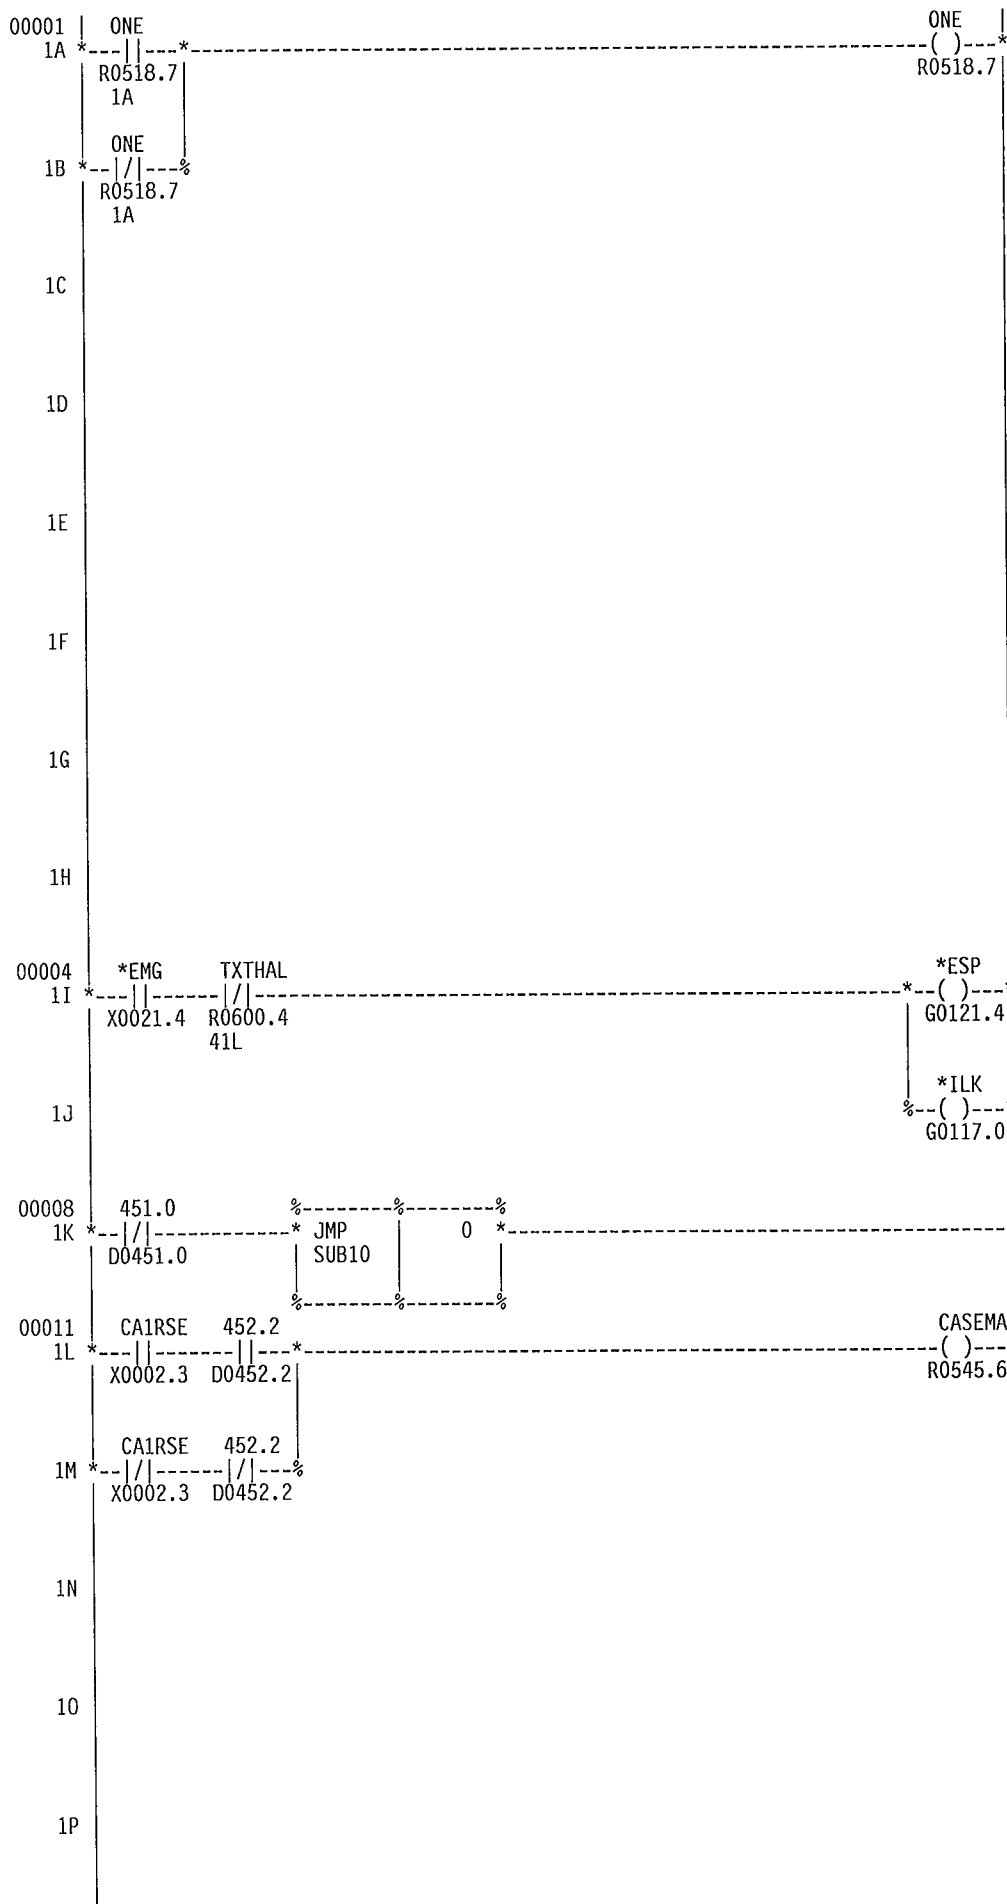 00001 | ONE ONE |
1A *---| |---*-----------------------------------------------( )---*
R0518.7 R0518.7
1A
ONE
1B *--|/|---%
R0518.7
1A
1C
1D
1E
1F
1G
1H
00004 *EMG TXTHAL *ESP
1I *---| |------|/|------------------------------------------*--( )---
X0021.4 R0600.4 G0121.4
41L
*ILK
1J %--( )---
G0117.0
00008 451.0 %-------%-------%
1K *--|/|----------* JMP | 0 *------------------------------
D0451.0 SUB10
%-------%-------%
00011 CA1RSE 452.2 CASEMA
1L *---| |------| |---*------------------------------------------( )---
X0002.3 D0452.2 R0545.6
CA1RSE 452.2
1M *--|/|------|/|---%
X0002.3 D0452.2
1N
1O
1P